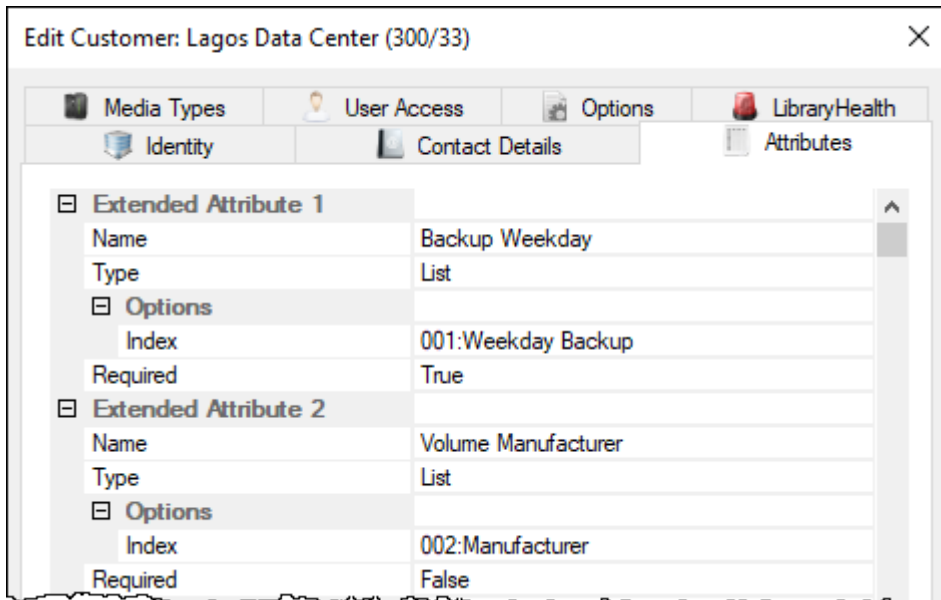 Edit Customer: Lagos Data Center (300/33)
Media Types User Access Options LibraryHealth
Identity Contact Details Attributes
Extended Attribute 1
Name Backup Weekday
Type List
Options
Index 001:Weekday Backup
Required True
Extended Attribute 2
Name Volume Manufacturer
Type List
Options
Index 002:Manufacturer
Required False